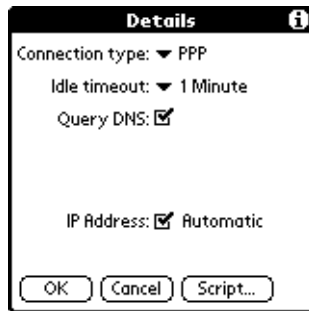 Details i
Connection type: PPP
Idle timeout: 1 Minute
Query DNS:
IP Address: Automatic
OK Cancel Script...